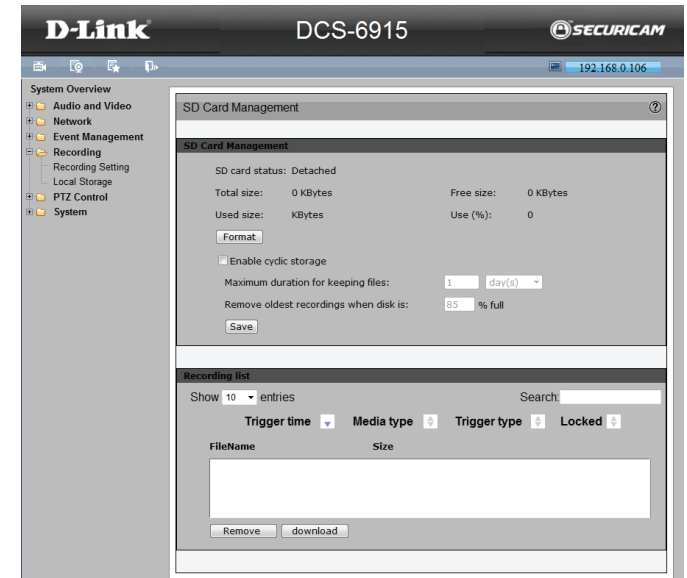 D-Link
DCS-6915
SECURICAM
192.168.0.106
System Overview
Audio and Video
Network
Event Management
Recording
Recording Setting
Local Storage
PTZ Control
System
SD Card Management
?
SD Card Management
SD card status: Detached
Total size: 0 KBytes Free size: 0 KBytes
Used size: KBytes Use (%): 0
Format
Enable cyclic storage
Maximum duration for keeping files: 1 day(s)
Remove oldest recordings when disk is: 85 % full
Save
Recording list
Show 10 entries Search:
Trigger time Media type Trigger type Locked
FileName Size
Remove download